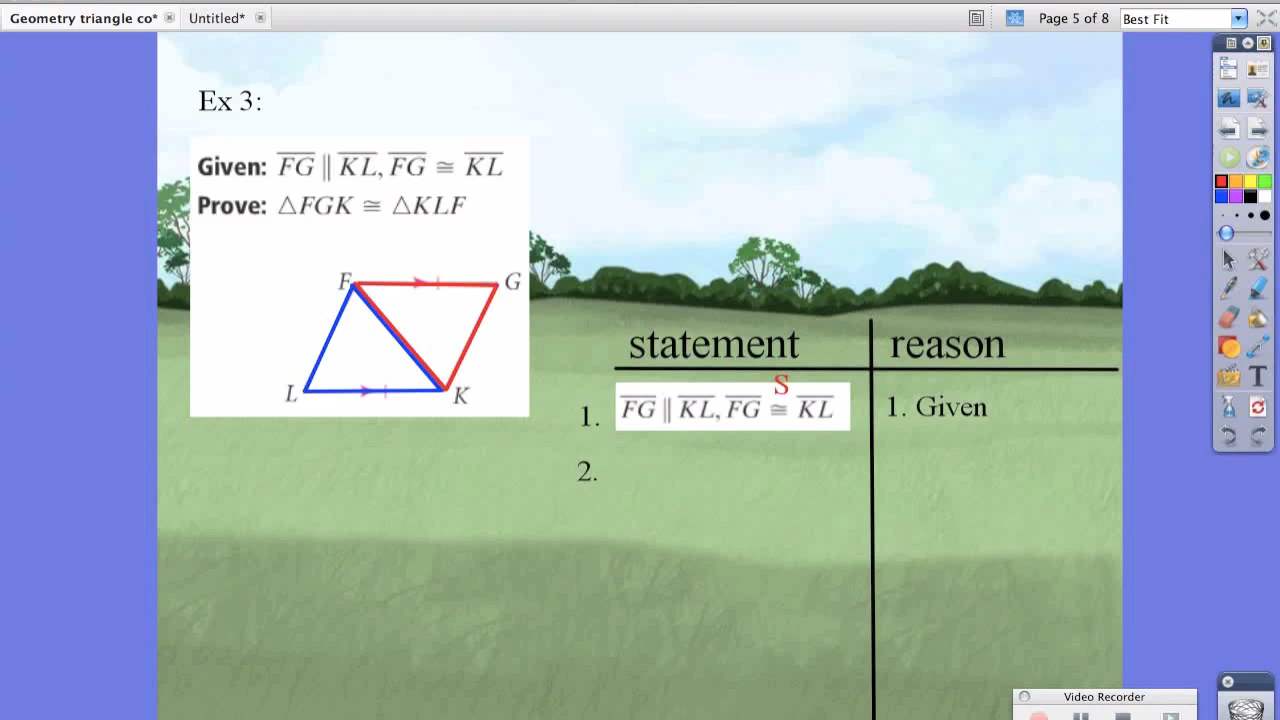 Geometry triangle co* Untitled* Page 5 of 8 Best Fit
Ex 3:
Given: FG ∥ KL, FG ≅ KL
Prove: △FGK ≅ △KLF
F G
L K
statement reason
S
1. FG ∥ KL, FG ≅ KL 1. Given
2.
T
Video Recorder